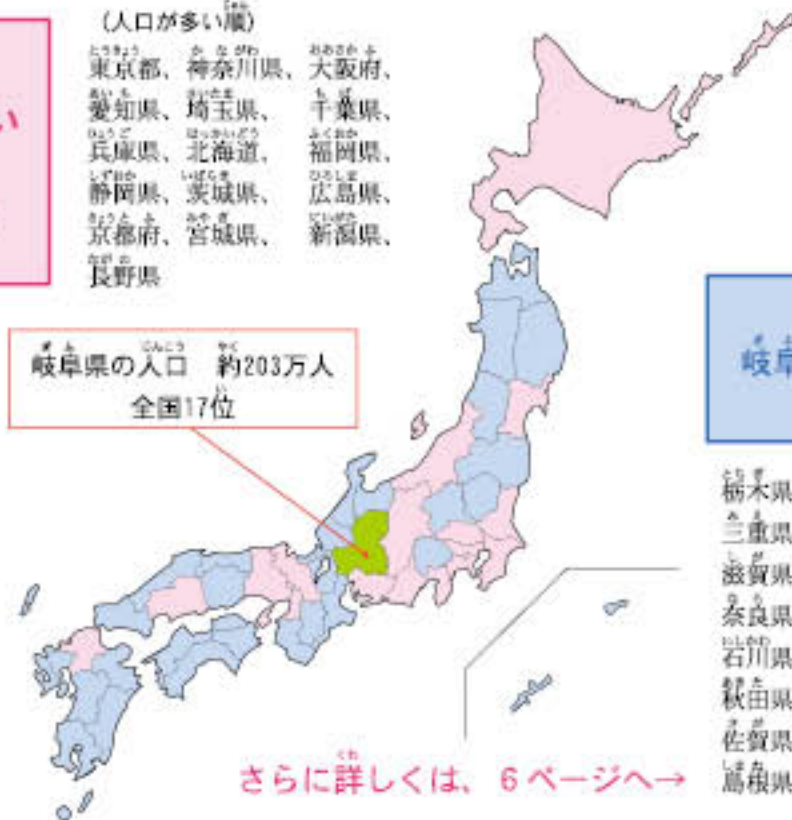 い
(人口が多い順)
東京都、神奈川県、大阪府、
愛知県、埼玉県、千葉県、
兵庫県、北海道、福岡県、
静岡県、茨城県、広島県、
京都府、宮城県、新潟県、
長野県
岐阜県の人口 約203万人
全国17位
岐阜
栃木県
三重県
滋賀県
奈良県
石川県
秋田県
佐賀県
島根県
さらに詳しくは、6ページへ→